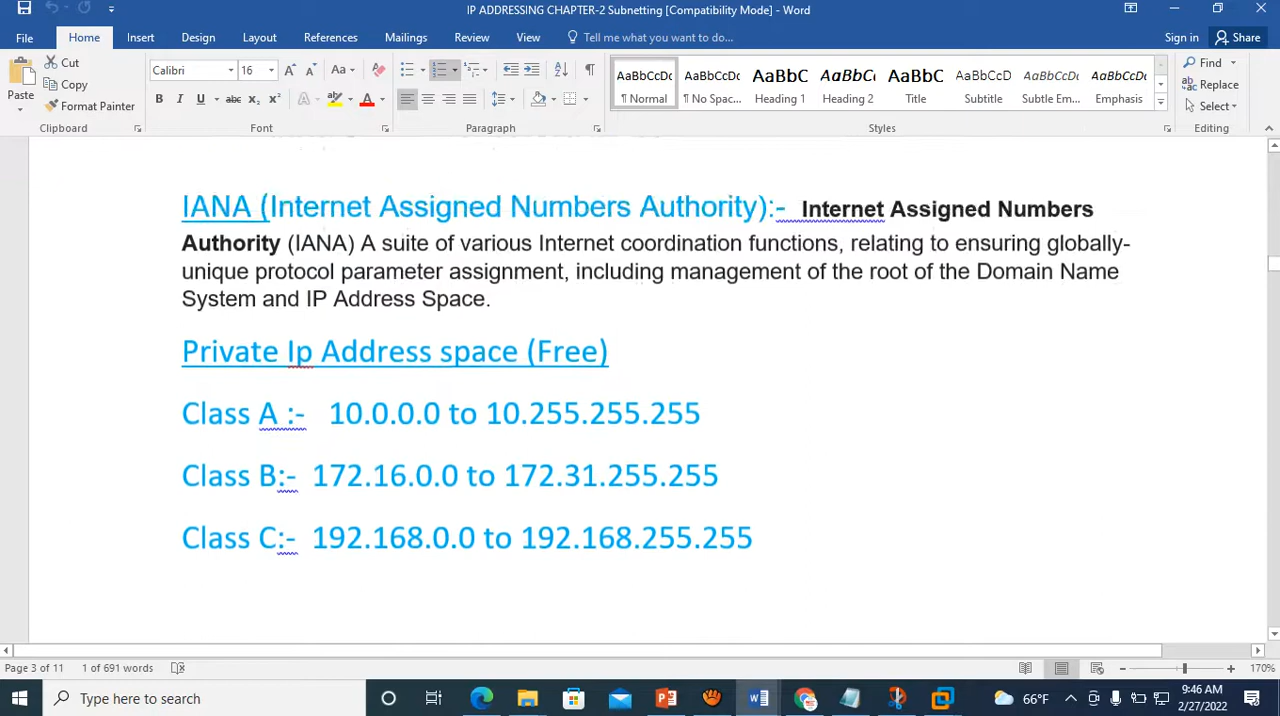 IP ADDRESSING CHAPTER-2 Subnetting [Compatibility Mode] - Word
File Home Insert Design Layout References Mailings Review View Tell me what you want to do... Sign in Share
Paste Cut Copy Format Painter
Calibri 16
AaBbCcDc AaBbCcDc AaBbC AaBbCc AaBbC AaBbCcD AaBbCcDc AaBbCcDc
¶ Normal ¶ No Spac... Heading 1 Heading 2 Title Subtitle Subtle Em... Emphasis
Find Replace Select
Clipboard Font Paragraph Styles Editing
IANA (Internet Assigned Numbers Authority):- Internet Assigned Numbers
Authority (IANA) A suite of various Internet coordination functions, relating to ensuring globally-
unique protocol parameter assignment, including management of the root of the Domain Name
System and IP Address Space.
Private Ip Address space (Free)
Class A :- 10.0.0.0 to 10.255.255.255
Class B:- 172.16.0.0 to 172.31.255.255
Class C:- 192.168.0.0 to 192.168.255.255
Page 3 of 11 1 of 691 words 170%
Type here to search 66°F 9:46 AM
2/27/2022